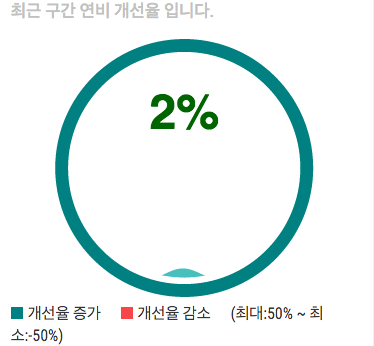 최근 구간 연비 개선율 입니다.
2%
개선율 증가 개선율 감소 (최대:50% ~ 최
소:-50%)